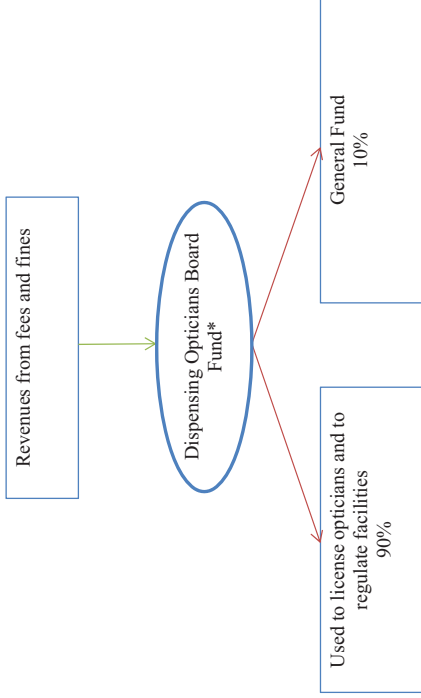 Revenues from fees and fines
Dispensing Opticians Board
Fund*
Used to license opticians and to
regulate facilities
90%
General Fund
10%